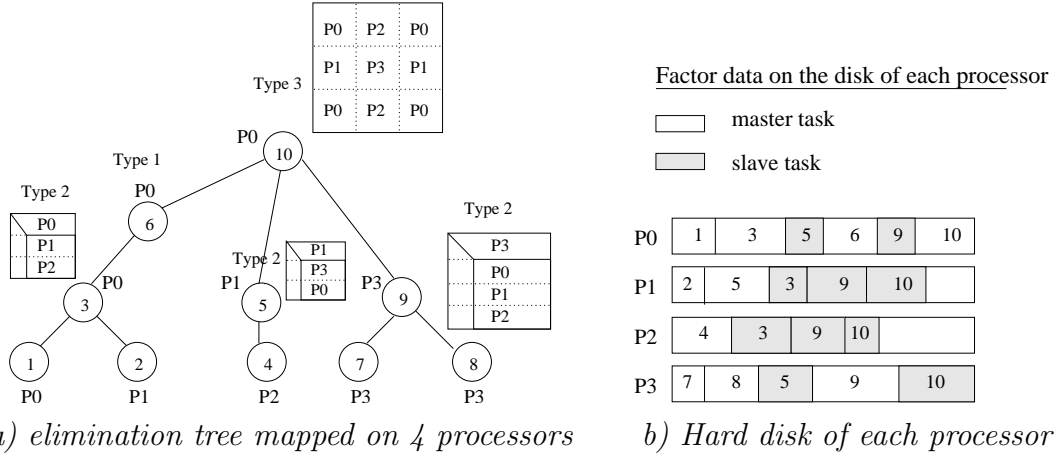 P0 P2 P0
P1 P3 P1
P0 P2 P0
Type 3
P0
10
Type 1
P0
6
Type 2
P0
P1
P2
P0
3
Type 2
P1
P3
P0
P1
5
Type 2
P3
P0
P1
P2
P3
9
1 2 4 7 8
P0 P1 P2 P3 P3
) elimination tree mapped on 4 processors
Factor data on the disk of each processor
master task
slave task
P0 1 3 5 6 9 10
P1 2 5 3 9 10
P2 4 3 9 10
P3 7 8 5 9 10
b) Hard disk of each processor